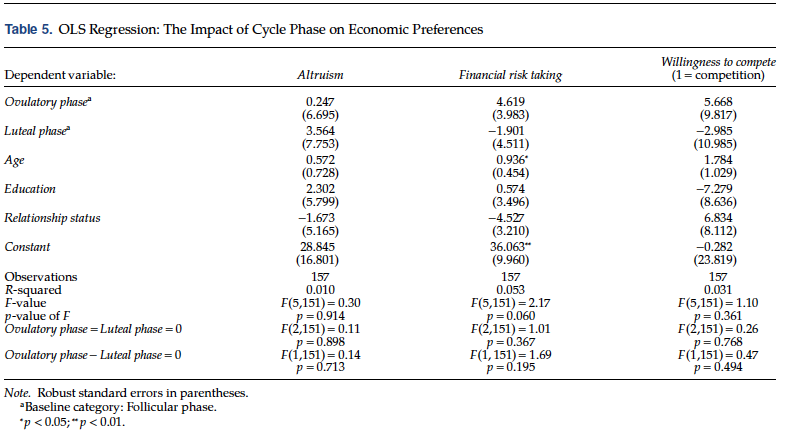 Table 5. OLS Regression: The Impact of Cycle Phase on Economic Preferences
Willingness to compete
Dependent variable: Altruism Financial risk taking (1 = competition)
Ovulatory phaseᵃ 0.247 4.619 5.668
(6.695) (3.983) (9.817)
Luteal phaseᵃ 3.564 −1.901 −2.985
(7.753) (4.511) (10.985)
Age 0.572 0.936* 1.784
(0.728) (0.454) (1.029)
Education 2.302 0.574 −7.279
(5.799) (3.496) (8.636)
Relationship status −1.673 −4.527 6.834
(5.165) (3.210) (8.112)
Constant 28.845 36.063** −0.282
(16.801) (9.960) (23.819)
Observations 157 157 157
R-squared 0.010 0.053 0.031
F-value F(5,151) = 0.30 F(5,151) = 2.17 F(5,151) = 1.10
p-value of F p = 0.914 p = 0.060 p = 0.361
Ovulatory phase = Luteal phase = 0 F(2,151) = 0.11 F(2,151) = 1.01 F(2,151) = 0.26
p = 0.898 p = 0.367 p = 0.768
Ovulatory phase − Luteal phase = 0 F(1,151) = 0.14 F(1, 151) = 1.69 F(1,151) = 0.47
p = 0.713 p = 0.195 p = 0.494
Note. Robust standard errors in parentheses.
ᵃBaseline category: Follicular phase.
*p < 0.05; **p < 0.01.